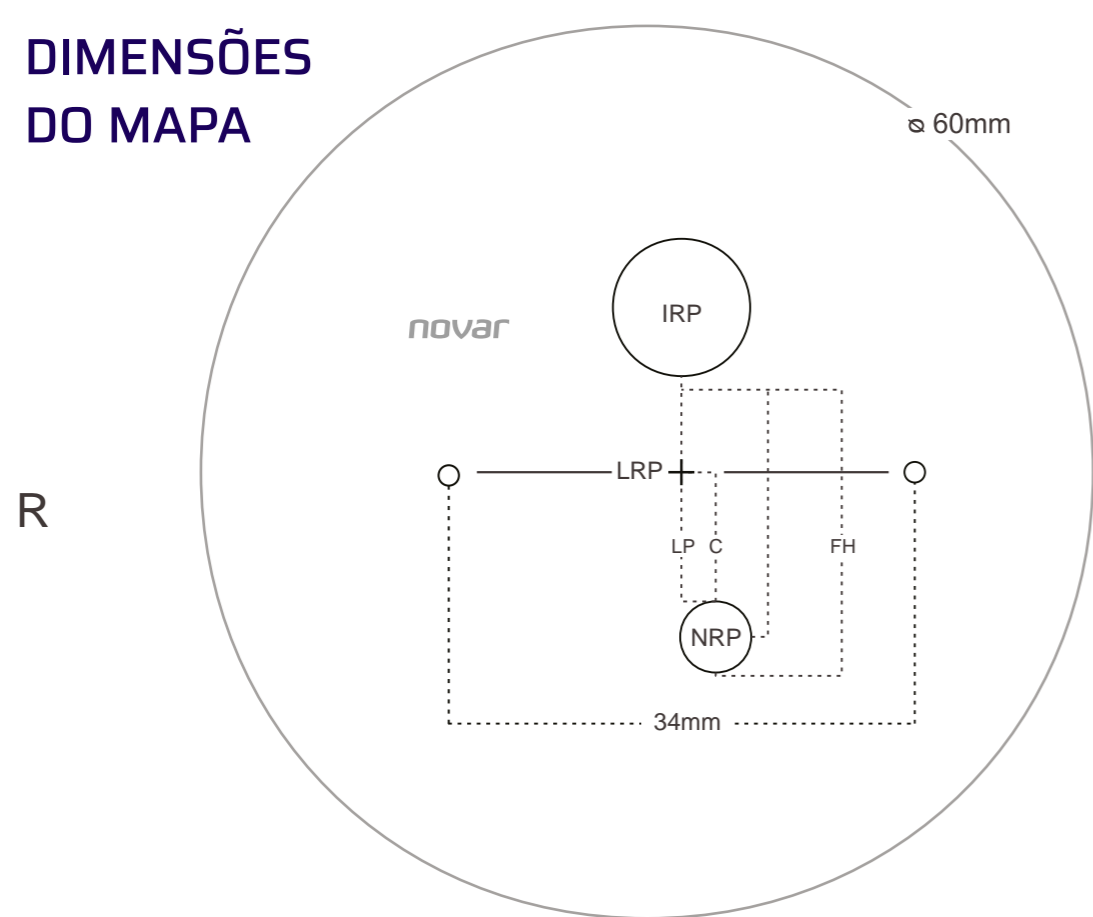 DIMENSÕES
DO MAPA
⌀ 60mm
IRP
novar
LRP
R
LP C FH
NRP
34mm